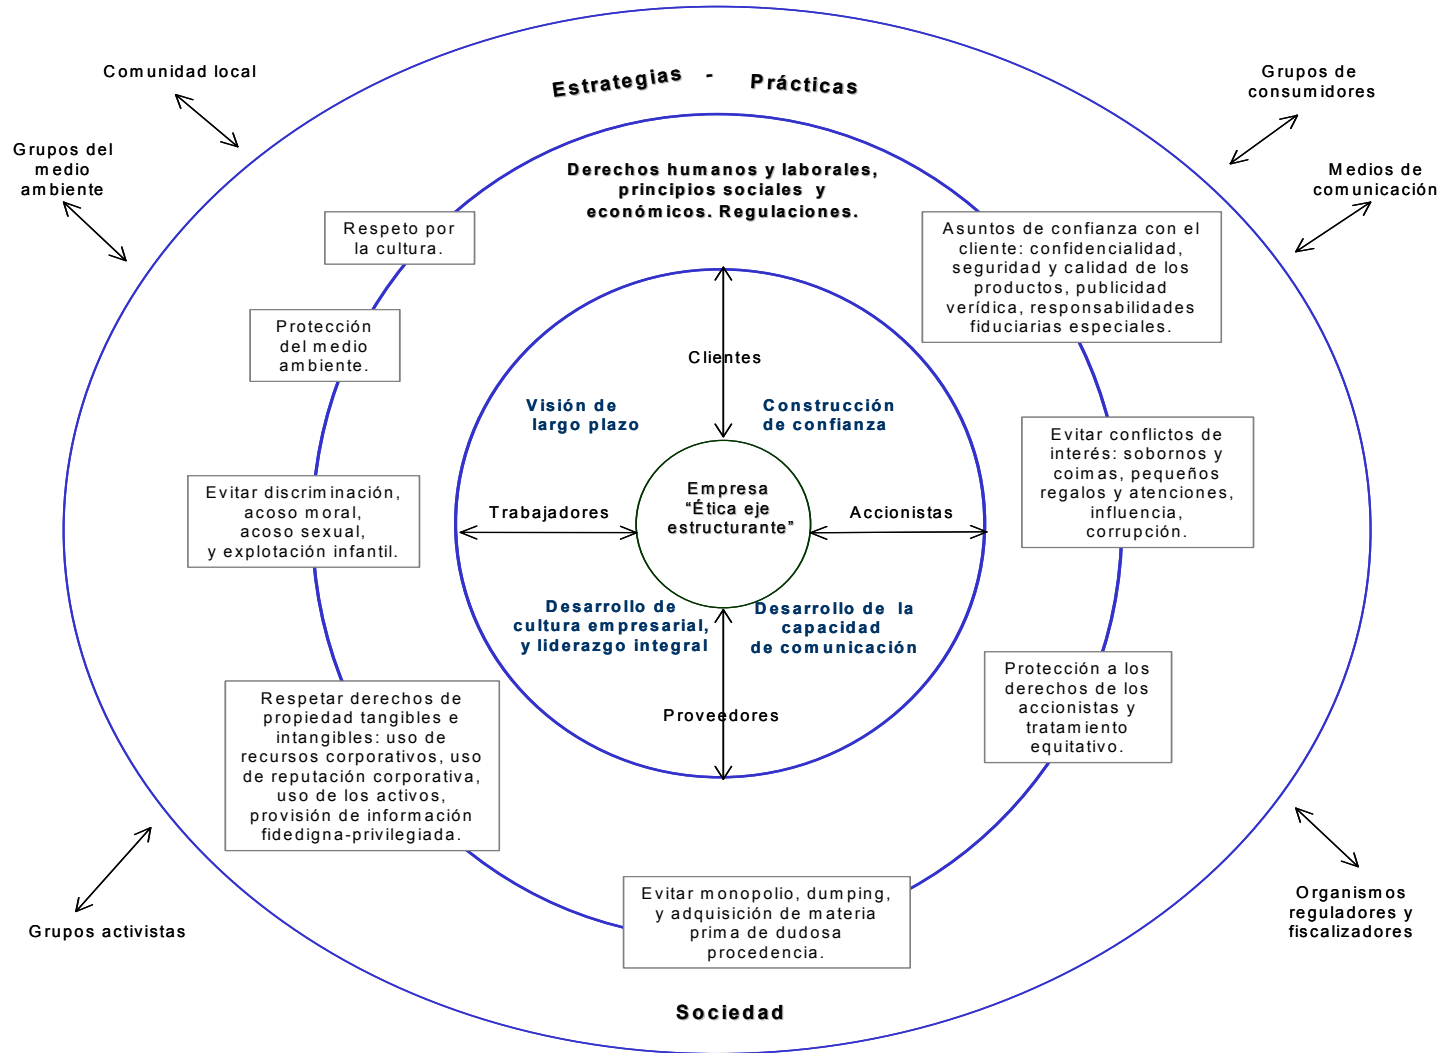 Estrategias - Prácticas
Comunidad local
Grupos del
medio
ambiente
Grupos de
consumidores
Medios de
comunicación
Derechos humanos y laborales,
principios sociales y
económicos. Regulaciones.
Respeto por
la cultura.
Asuntos de confianza con el
cliente: confidencialidad,
seguridad y calidad de los
productos, publicidad
verídica, responsabilidades
fiduciarias especiales.
Protección
del medio
ambiente.
Clientes
Visión de
largo plazo
Construcción
de confianza
Evitar conflictos de
interés: sobornos y
coimas, pequeños
regalos y atenciones,
influencia,
corrupción.
Evitar discriminación,
acoso moral,
acoso sexual,
y explotación infantil.
Trabajadores
Empresa
“Ética eje
estructurante”
Accionistas
Desarrollo de
cultura empresarial,
y liderazgo integral
Desarrollo de la
capacidad
de comunicación
Proveedores
Protección a los
derechos de los
accionistas y
tratamiento
equitativo.
Respetar derechos de
propiedad tangibles e
intangibles: uso de
recursos corporativos, uso
de reputación corporativa,
uso de los activos,
provisión de información
fidedigna-privilegiada.
Evitar monopolio, dumping,
y adquisición de materia
prima de dudosa
procedencia.
Grupos activistas
Organismos
reguladores y
fiscalizadores
Sociedad